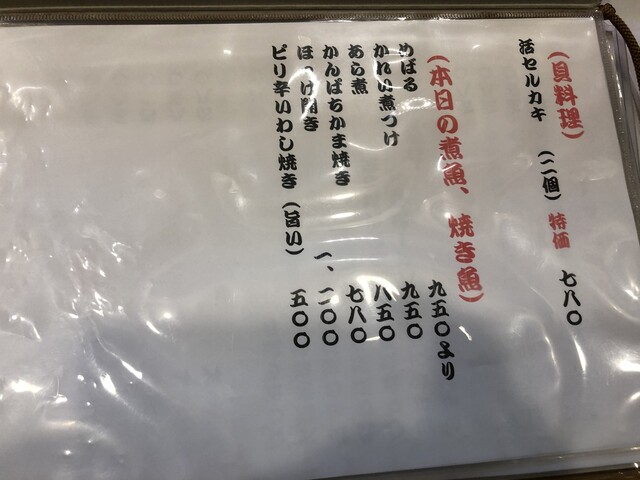 (貝料理)
活セルカキ (二個) 特価 七八〇
(本日の煮魚、焼き魚)
めばる 九五〇より
かれい煮つけ 九五〇
あら煮 八五〇
かんぱちかま焼き 七八〇
ほっけ開き 一、二〇〇
ピリ辛いわし焼き (旨い) 五〇〇